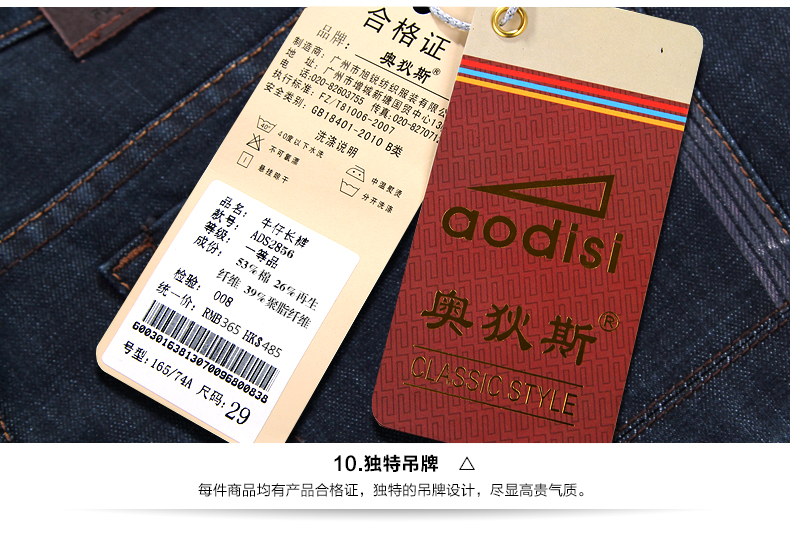 合格证
品牌: 奥狄斯®
制造商: 广州市旭锐纺织服装有限公
地 址: 广州市增城新塘国贸中心13
电 话:020-82603755 传真:020-8270712
执行标准: FZ/T81006-2007
安全类别: GB18401-2010 B类
洗涤说明
40度以下水洗
中温熨烫
不可氯漂
分开洗涤
悬挂晾干
品名: 牛仔长裤
款号: ADS2856
等级: 一等品
成份: 53%棉 26%再生
纤维 39%聚脂纤维
检验: 008
统一价: RMB365 HK$485
60030163813070096800838
号型:165/74A 尺码:29
aodisi
奥狄斯®
CLASSIC STYLE
10.独特吊牌 △
每件商品均有产品合格证，独特的吊牌设计，尽显高贵气质。